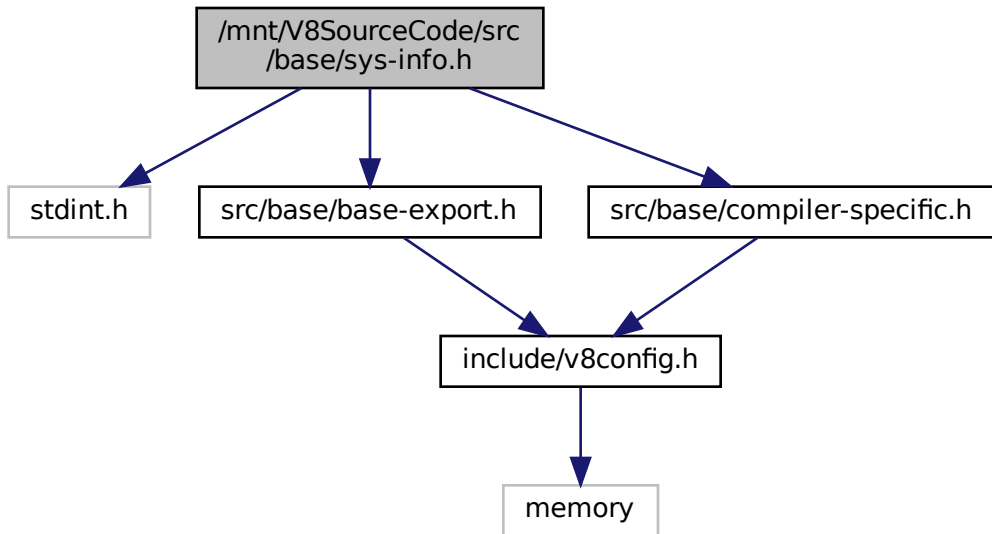 /mnt/V8SourceCode/src
/base/sys-info.h
stdint.h
src/base/base-export.h
src/base/compiler-specific.h
include/v8config.h
memory